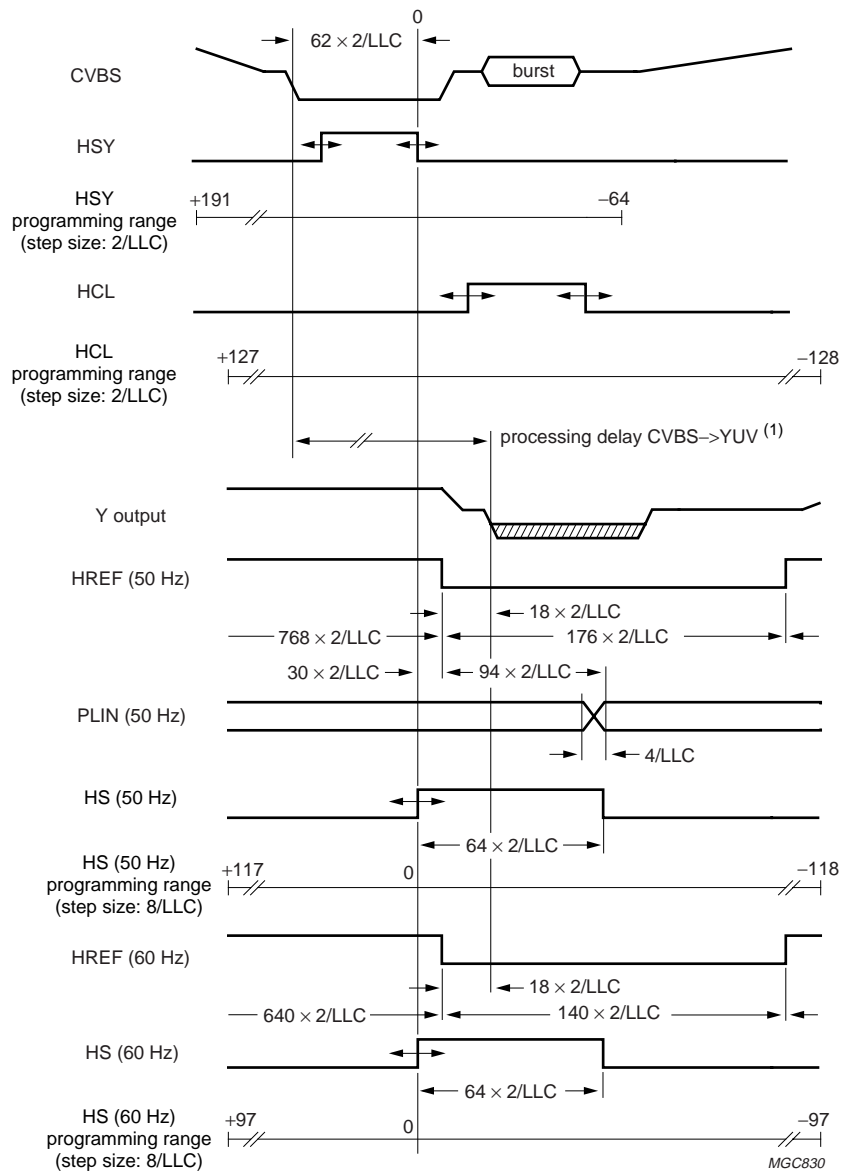 0
62 × 2/LLC
CVBS
burst
HSY
HSY
programming range
(step size: 2/LLC)
+191
−64
HCL
HCL
programming range
(step size: 2/LLC)
+127
−128
processing delay CVBS−>YUV (1)
Y output
HREF (50 Hz)
18 × 2/LLC
768 × 2/LLC
176 × 2/LLC
30 × 2/LLC
94 × 2/LLC
PLIN (50 Hz)
4/LLC
HS (50 Hz)
64 × 2/LLC
HS (50 Hz)
programming range
(step size: 8/LLC)
+117
0
−118
HREF (60 Hz)
18 × 2/LLC
640 × 2/LLC
140 × 2/LLC
HS (60 Hz)
64 × 2/LLC
HS (60 Hz)
programming range
(step size: 8/LLC)
+97
0
−97
MGC830